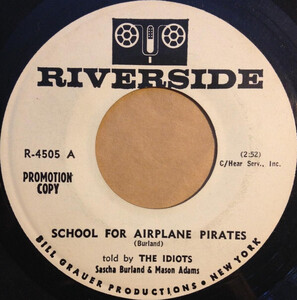 RIVERSIDE
R-4505 A
(2:52)
C/Hear Serv., Inc.
PROMOTION
COPY
SCHOOL FOR AIRPLANE PIRATES
(Burland)
told by THE IDIOTS
Sascha Burland & Mason Adams
BILL GRAUER PRODUCTIONS • NEW YORK